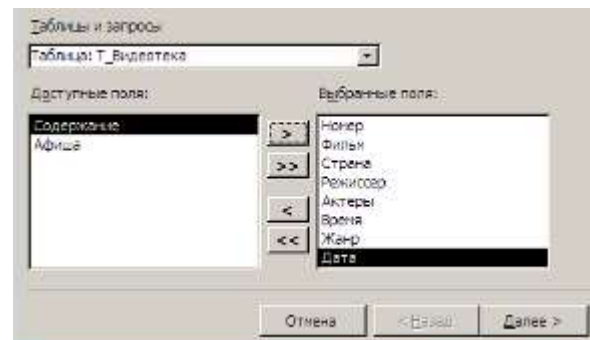 Таблицы и запросы
Таблица: Т_Видеотека
Доступные поля:
Выбранные поля:
Содержание
Афиша
>
>>
<
<<
Номер
Фильм
Страна
Режиссер
Актеры
Время
Жанр
Дата
Отмена
< Назад
Далее >